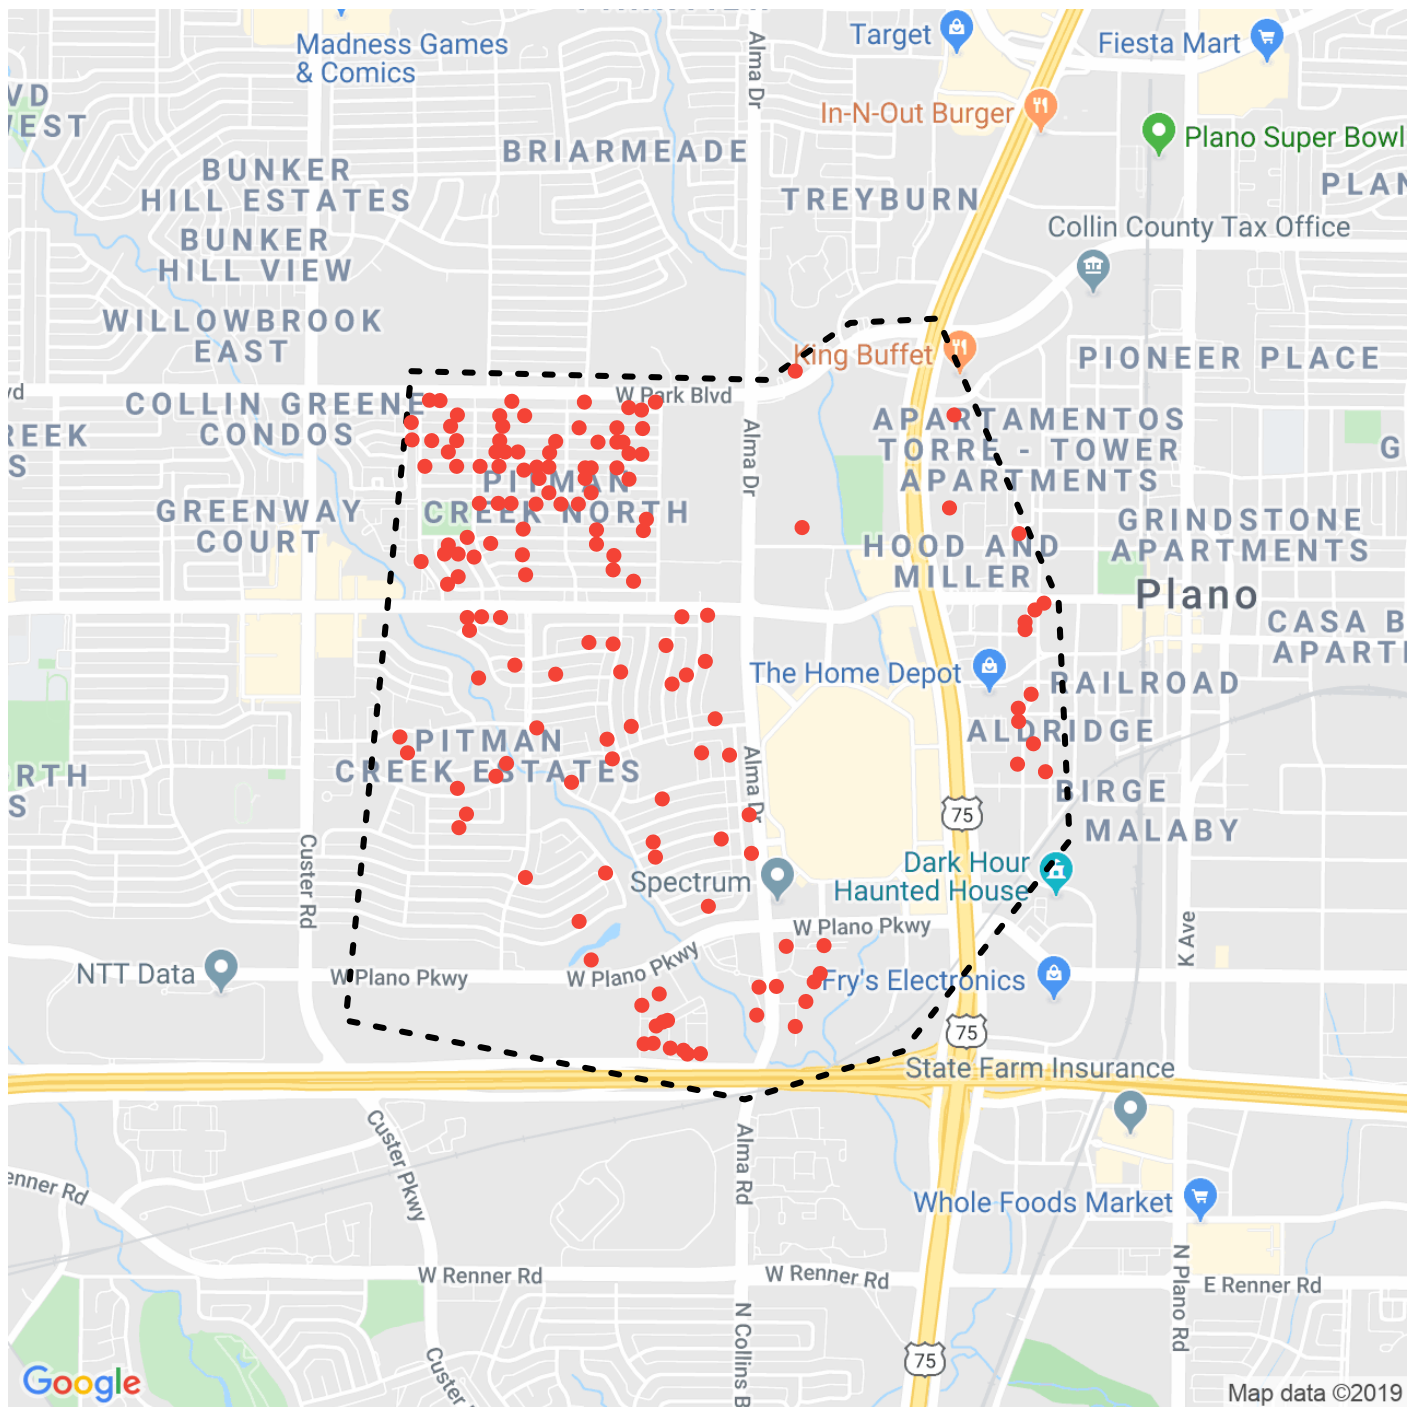 Madness Games
& Comics
Target
Fiesta Mart
In-N-Out Burger
Plano Super Bowl
VD
VEST
BRIARMEADE
BUNKER
HILL ESTATES
TREYBURN
PLAN
BUNKER
HILL VIEW
Collin County Tax Office
WILLOWBROOK
EAST
King Buffet
PIONEER PLACE
Alma Dr
vd
W Park Blvd
COLLIN GREENE
CONDOS
REEK
S
APARTAMENTOS
TORRE - TOWER
APARTMENTS
G
Alma Dr
PITMAN
CREEK NORTH
GREENWAY
COURT
GRINDSTONE
APARTMENTS
HOOD AND
MILLER
Plano
CASA B
APARTI
The Home Depot
RAILROAD
ALDRIDGE
PITMAN
CREEK ESTATES
ORTH
S
Alma Dr
BIRGE
MALABY
75
Custer Rd
Spectrum
Dark Hour
Haunted House
W Plano Pkwy
K Ave
NTT Data
W Plano Pkwy
W Plano Pkwy
Fry's Electronics
75
State Farm Insurance
Custer Pkwy
Alma Rd
enner Rd
Whole Foods Market
W Renner Rd
W Renner Rd
E Renner Rd
N Plano Rd
N Collins B
Custer
75
Google
Map data ©2019